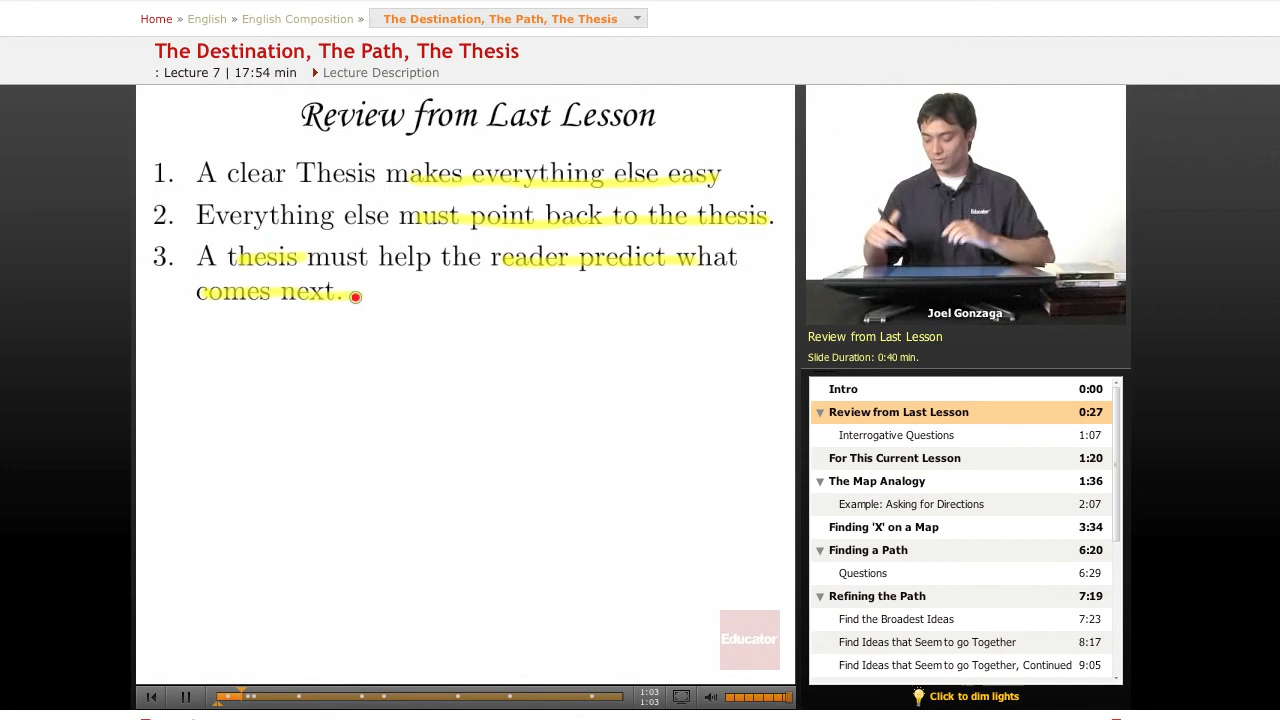 Home » English » English Composition » The Destination, The Path, The Thesis
The Destination, The Path, The Thesis
: Lecture 7 | 17:54 min Lecture Description
Review from Last Lesson
1. A clear Thesis makes everything else easy
2. Everything else must point back to the thesis.
3. A thesis must help the reader predict what
comes next.
Educator
1:03
1:03
Educator
Joel Gonzaga
Review from Last Lesson
Slide Duration: 0:40 min.
Intro 0:00
Review from Last Lesson 0:27
Interrogative Questions 1:07
For This Current Lesson 1:20
The Map Analogy 1:36
Example: Asking for Directions 2:07
Finding 'X' on a Map 3:34
Finding a Path 6:20
Questions 6:29
Refining the Path 7:19
Find the Broadest Ideas 7:23
Find Ideas that Seem to go Together 8:17
Find Ideas that Seem to go Together, Continued 9:05
Click to dim lights